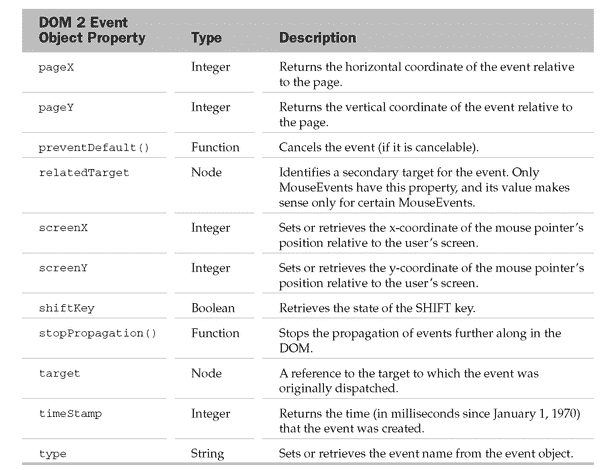 DOM 2 Event
Object Property Type Description
pageX Integer Returns the horizontal coordinate of the event relative
to the page.
pageY Integer Returns the vertical coordinate of the event relative to
the page.
preventDefault() Function Cancels the event (if it is cancelable).
relatedTarget Node Identifies a secondary target for the event. Only
MouseEvents have this property, and its value makes
sense only for certain MouseEvents.
screenX Integer Sets or retrieves the x-coordinate of the mouse pointer's
position relative to the user's screen.
screenY Integer Sets or retrieves the y-coordinate of the mouse pointer's
position relative to the user's screen.
shiftKey Boolean Retrieves the state of the SHIFT key.
stopPropagation() Function Stops the propagation of events further along in the
DOM.
target Node A reference to the target to which the event was
originally dispatched.
timeStamp Integer Returns the time (in milliseconds since January 1, 1970)
that the event was created.
type String Sets or retrieves the event name from the event object.